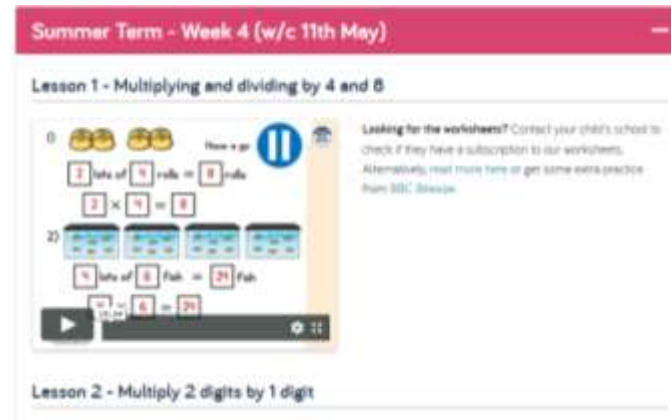 Summer Term - Week 4 (w/c 11th May)
Lesson 1 - Multiplying and dividing by 4 and 8
1)
Have a go
2 lots of 4 rolls = 8 rolls
2 × 4 = 8
2)
4 lots of 6 fish = 24 fish
6 = 24
Looking for the worksheets? Contact your child's school to
check if they have a subscription to our worksheets.
Alternatively, read more here or get some extra practice
from BBC Bitesize.
Lesson 2 - Multiply 2 digits by 1 digit